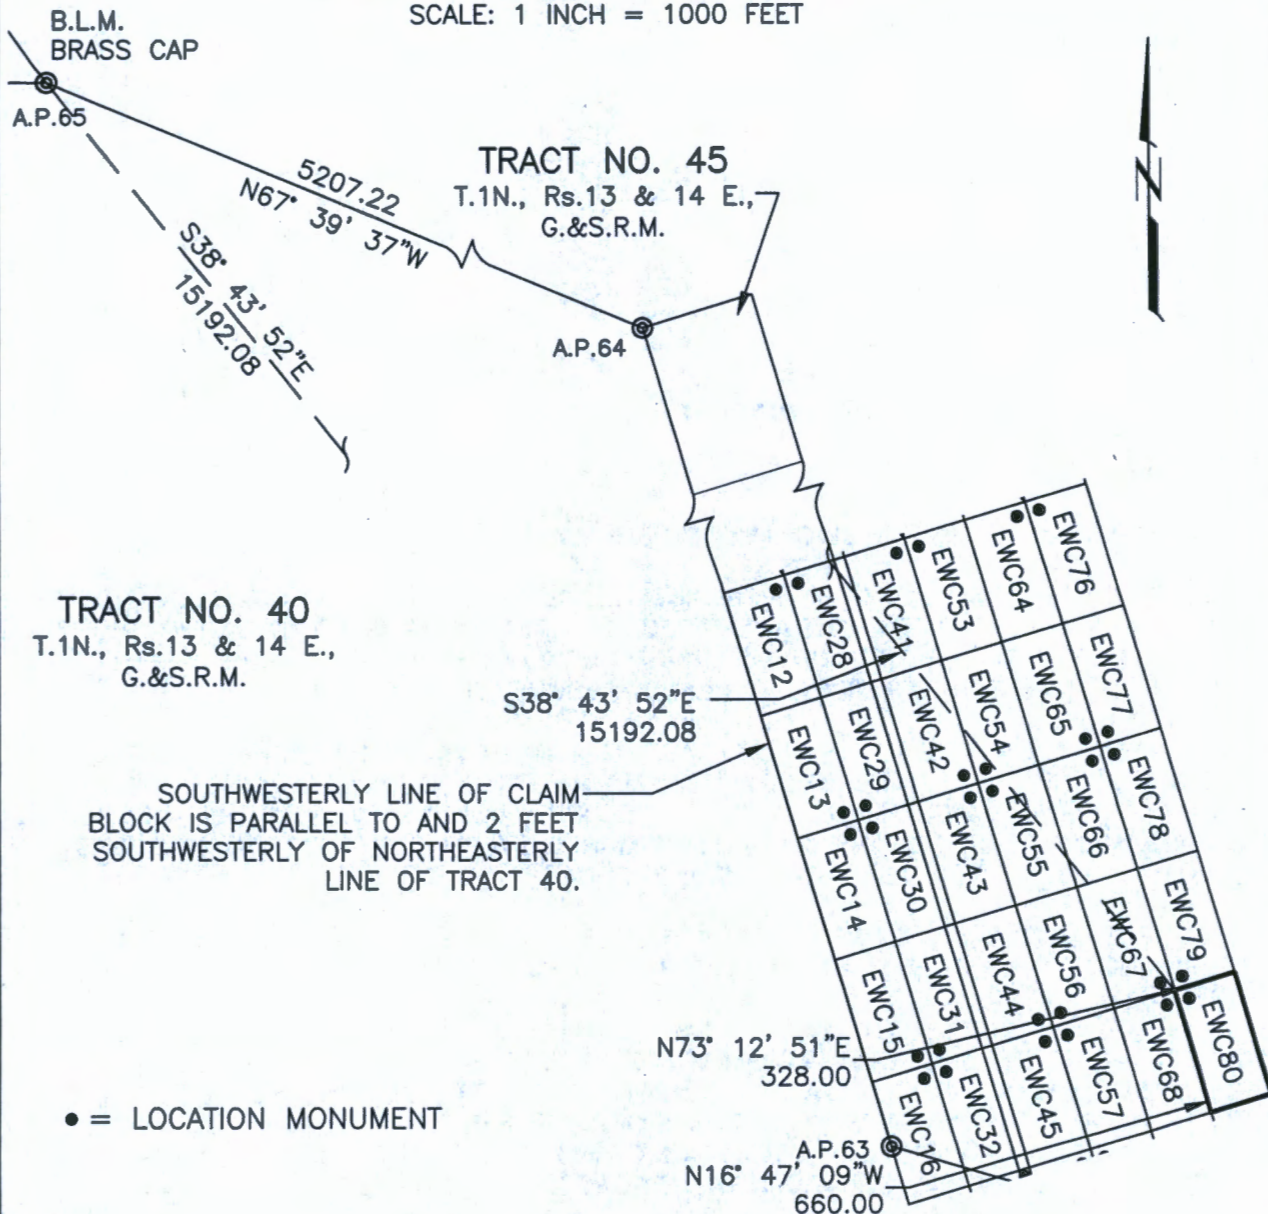 SCALE: 1 INCH = 1000 FEET
B.L.M.
BRASS CAP
A.P.65
5207.22
N67° 39' 37"W
S38° 43' 52"E
15192.08
TRACT NO. 45
T.1N., Rs.13 & 14 E.,
G.&S.R.M.
N
A.P.64
TRACT NO. 40
T.1N., Rs.13 & 14 E.,
G.&S.R.M.
S38° 43' 52"E
15192.08
SOUTHWESTERLY LINE OF CLAIM
BLOCK IS PARALLEL TO AND 2 FEET
SOUTHWESTERLY OF NORTHEASTERLY
LINE OF TRACT 40.
EWC12
EWC28
EWC41
EWC53
EWC64
EWC76
EWC13
EWC29
EWC42
EWC54
EWC65
EWC77
EWC14
EWC30
EWC43
EWC55
EWC66
EWC78
EWC15
EWC31
EWC44
EWC56
EWC67
EWC79
EWC16
EWC32
EWC45
EWC57
EWC68
EWC80
N73° 12' 51"E
328.00
● = LOCATION MONUMENT
A.P.63
N16° 47' 09"W
660.00